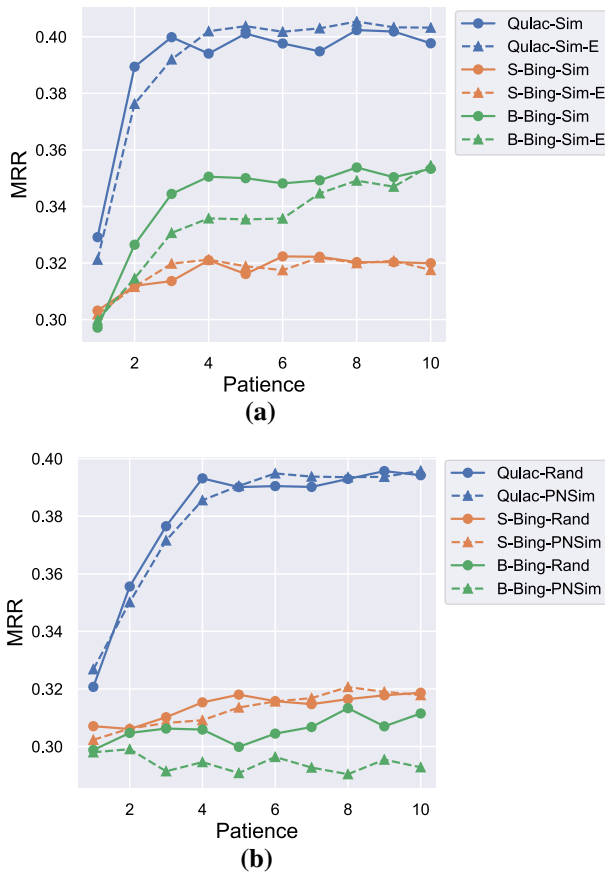 0.40
0.38
0.36
0.34
0.32
0.30
MRR
2 4 6 8 10
Patience
Qulac-Sim
Qulac-Sim-E
S-Bing-Sim
S-Bing-Sim-E
B-Bing-Sim
B-Bing-Sim-E
(a)
0.40
0.38
0.36
0.34
0.32
0.30
MRR
2 4 6 8 10
Patience
Qulac-Rand
Qulac-PNSim
S-Bing-Rand
S-Bing-PNSim
B-Bing-Rand
B-Bing-PNSim
(b)